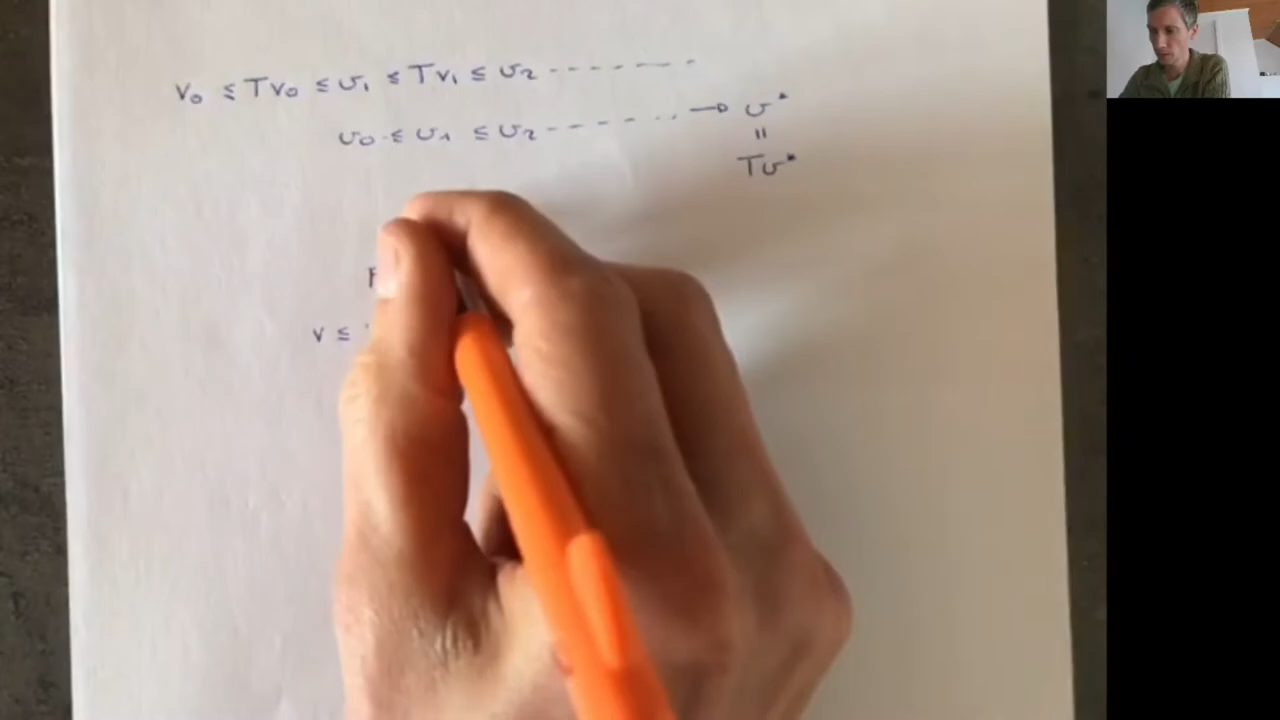 v₀ ≤ Tv₀ ≤ v₁ ≤ Tv₁ ≤ v₂ -------
v₀ ≤ v₁ ≤ v₂ ------ → v*
=
Tv*
v ≤